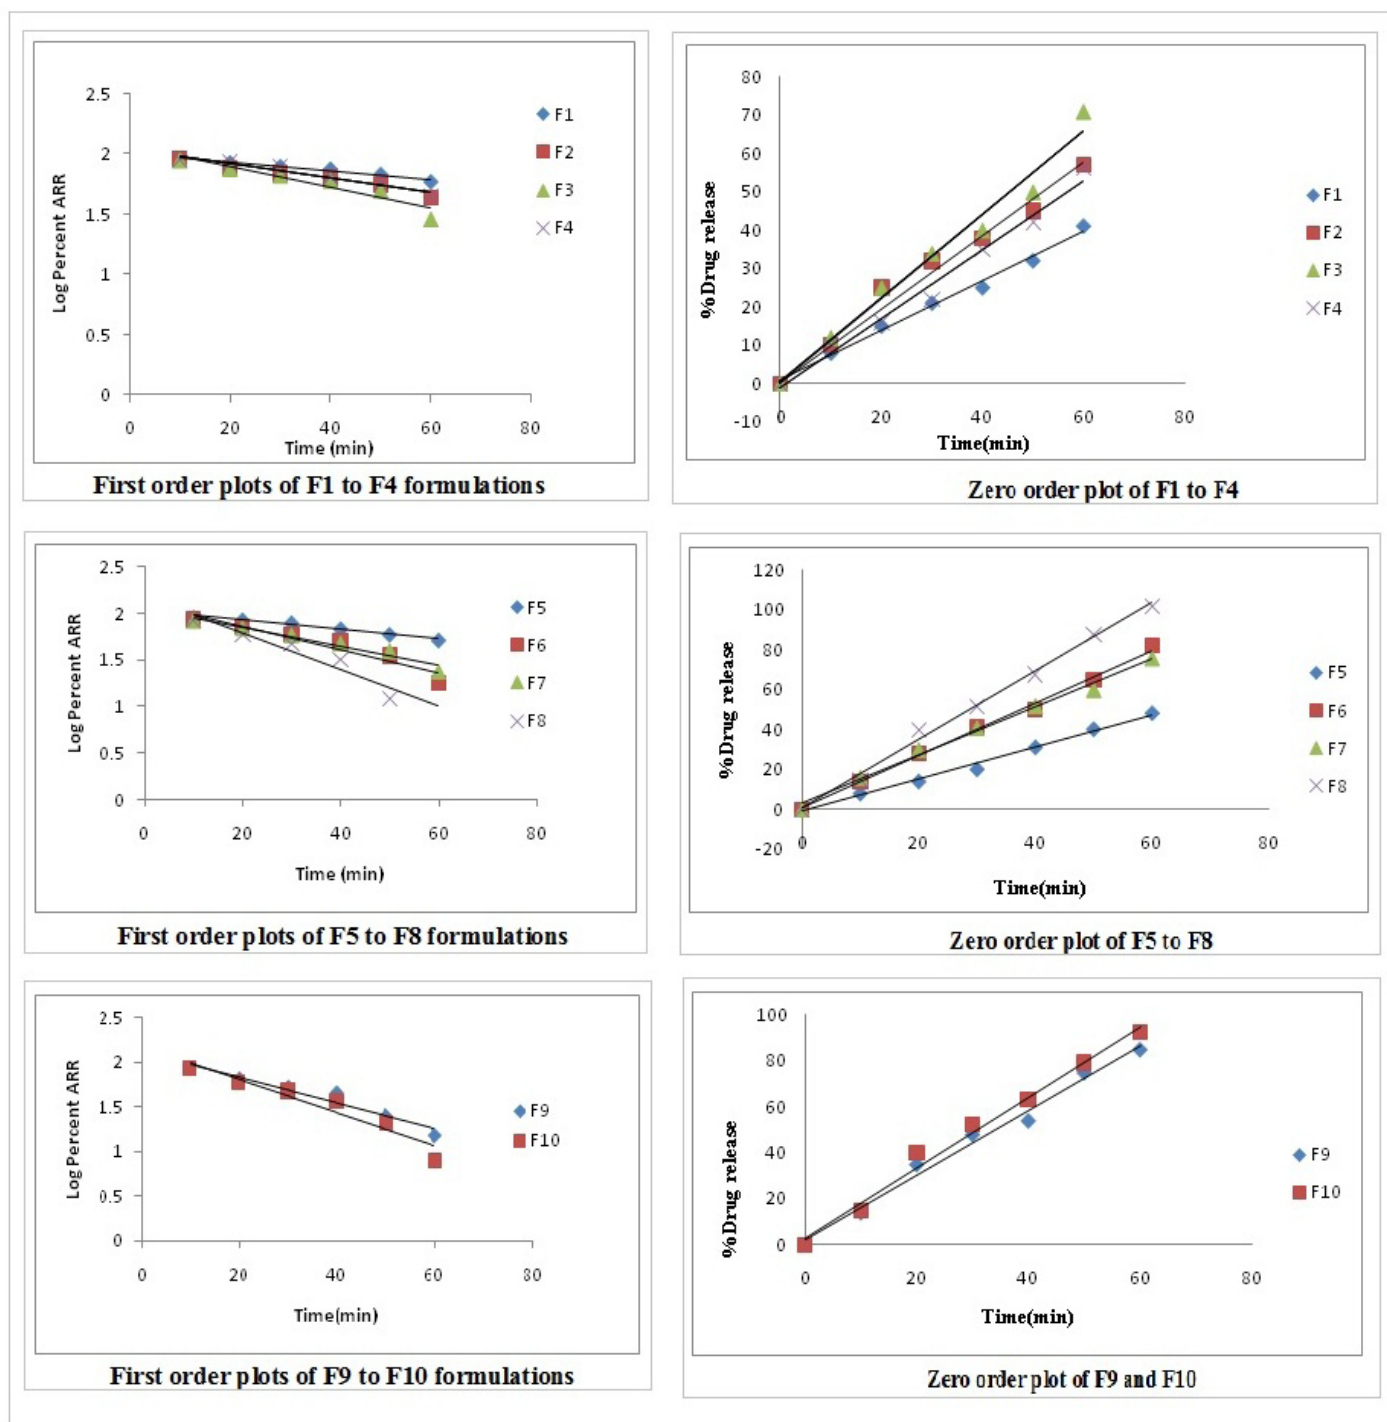 2.5
2
1.5
1
0.5
0
0
20
40
60
80
Log Percent ARR
Time (min)
F1
F2
F3
F4
First order plots of F1 to F4 formulations
80
70
60
50
40
30
20
10
0
-10
0
20
40
60
80
%Drug release
Time(min)
F1
F2
F3
F4
Zero order plot of F1 to F4
2.5
2
1.5
1
0.5
0
0
20
40
60
80
Log Percent ARR
Time (min)
F5
F6
F7
F8
First order plots of F5 to F8 formulations
120
100
80
60
40
20
0
-20
0
20
40
60
80
%Drug release
Time(min)
F5
F6
F7
F8
Zero order plot of F5 to F8
2.5
2
1.5
1
0.5
0
0
20
40
60
80
Log Percent ARR
Time(min)
F9
F10
First order plots of F9 to F10 formulations
100
80
60
40
20
0
0
20
40
60
80
%Drug release
Time(min)
F9
F10
Zero order plot of F9 and F10